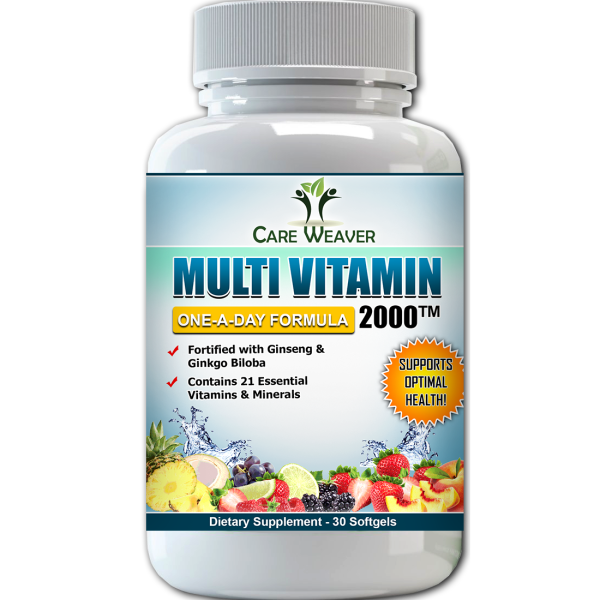 CARE WEAVER
MULTI VITAMIN
ONE-A-DAY FORMULA 2000™
Fortified with Ginseng &
Ginkgo Biloba
Contains 21 Essential
Vitamins & Minerals
SUPPORTS
OPTIMAL
HEALTH!
Dietary Supplement - 30 Softgels